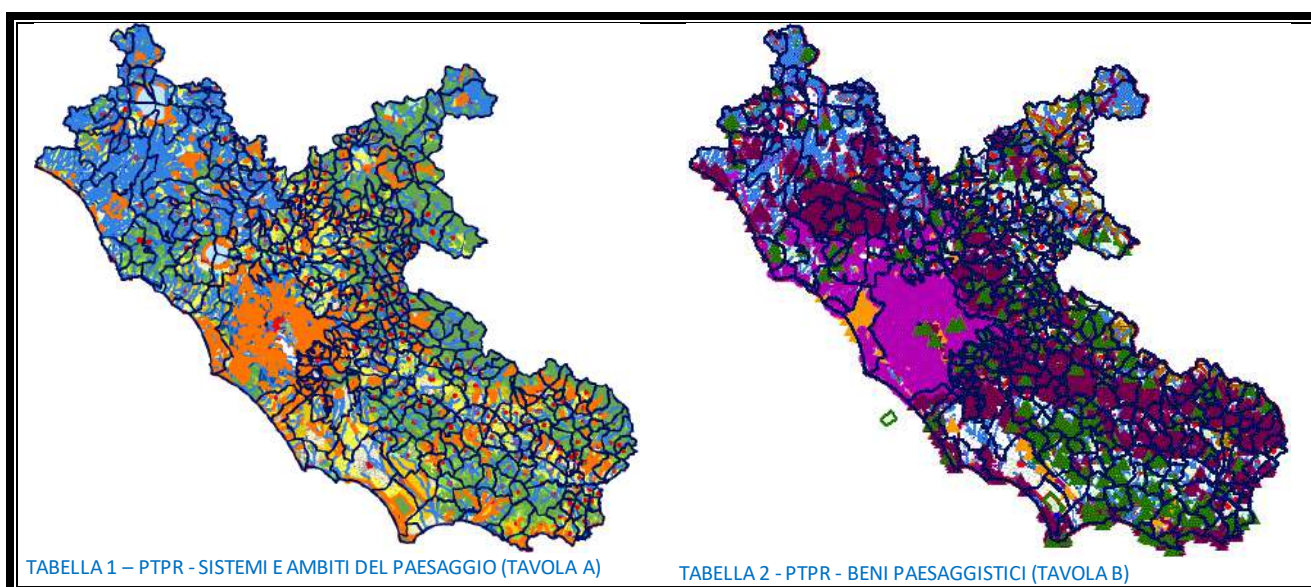 TABELLA 1 – PTPR - SISTEMI E AMBITI DEL PAESAGGIO (TAVOLA A)
TABELLA 2 - PTPR - BENI PAESAGGISTICI (TAVOLA B)